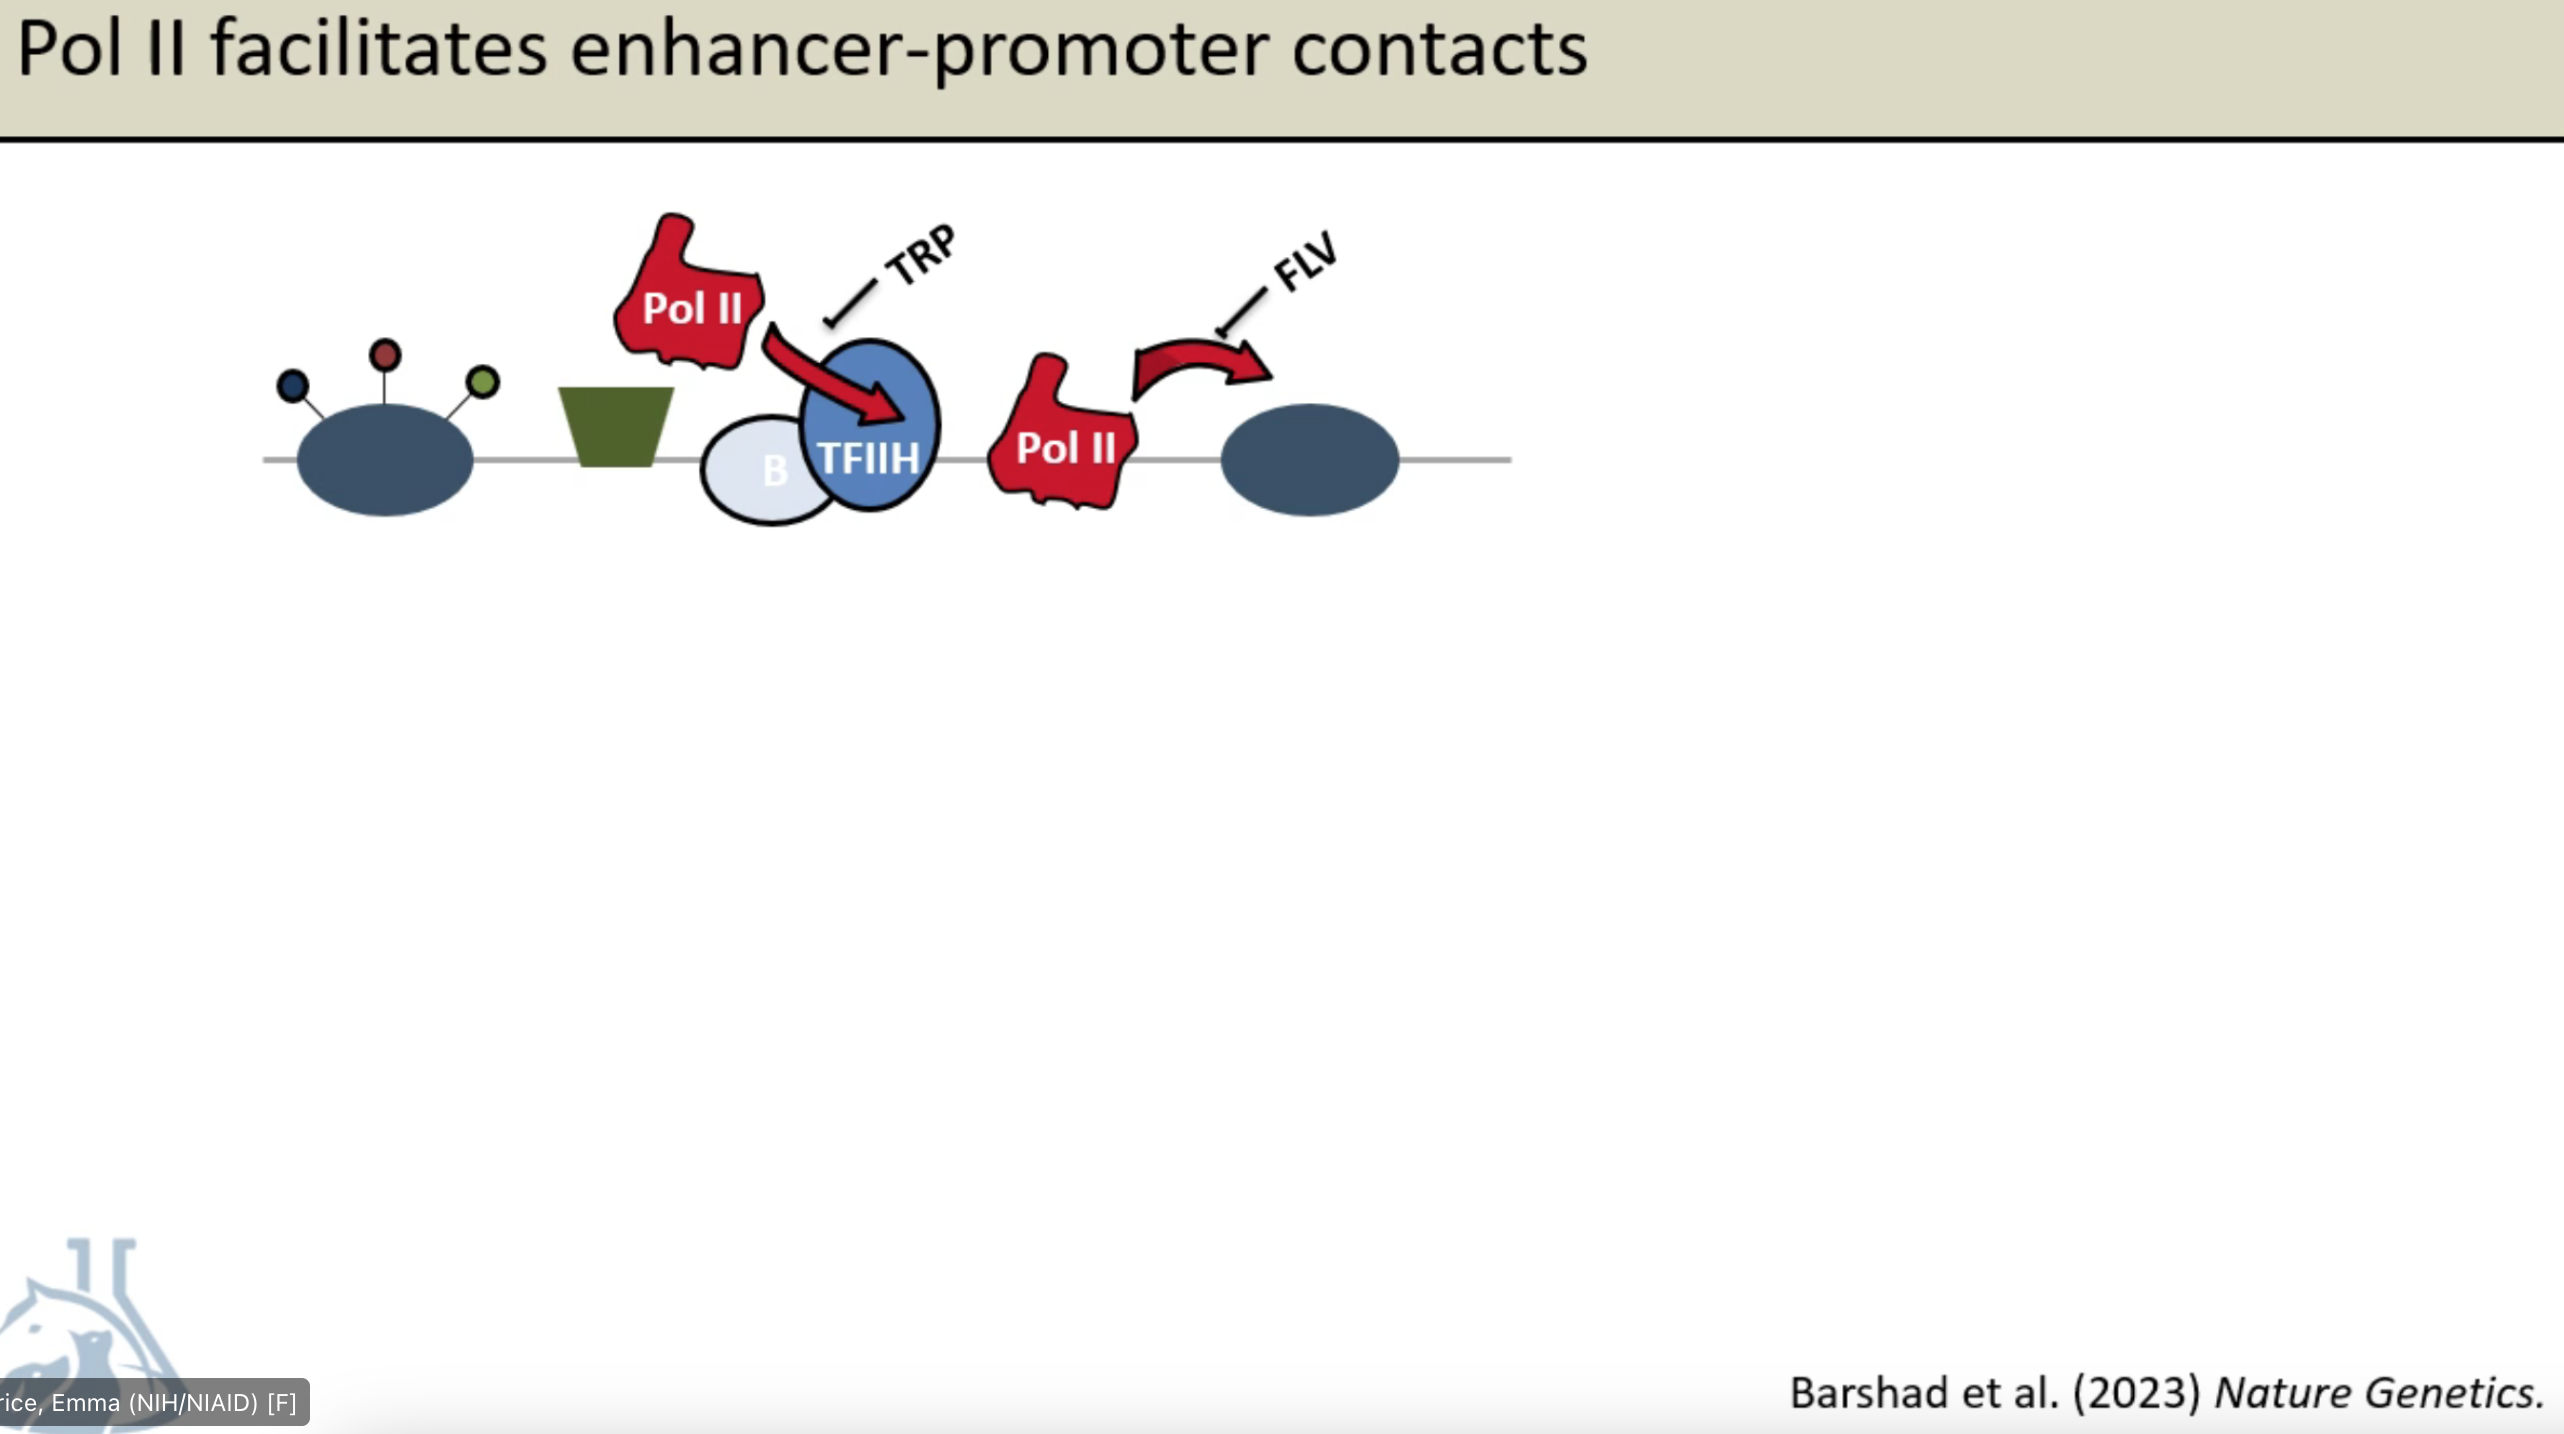 Pol II facilitates enhancer-promoter contacts
TRP
FLV
Pol II
Pol II
B
TFIIH
rice, Emma (NIH/NIAID) [F]
Barshad et al. (2023) Nature Genetics.